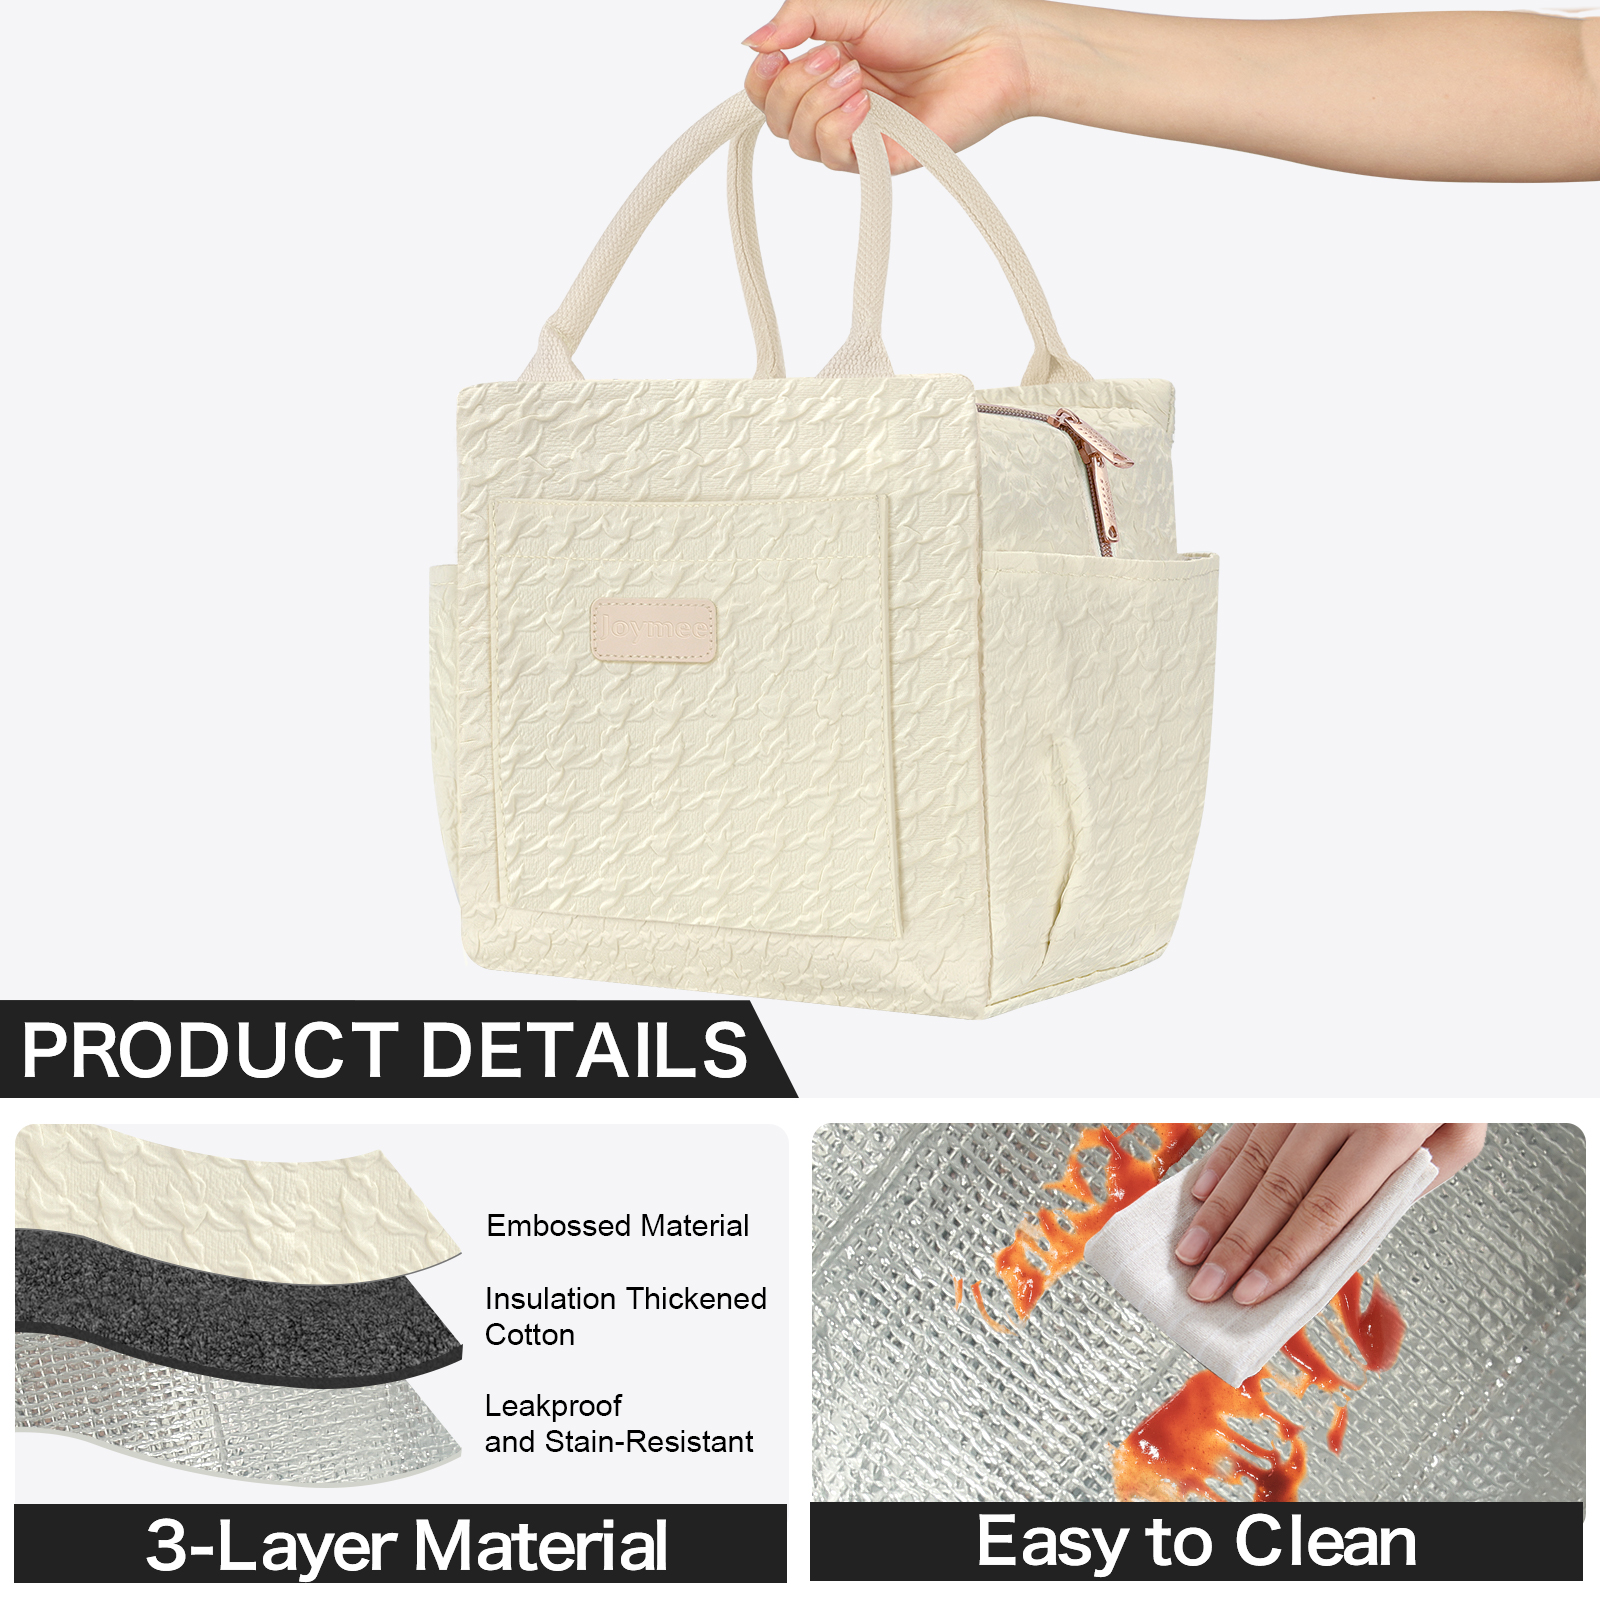 Joymee
PRODUCT DETAILS
Embossed Material
Insulation Thickened
Cotton
Leakproof
and Stain-Resistant
3-Layer Material
Easy to Clean